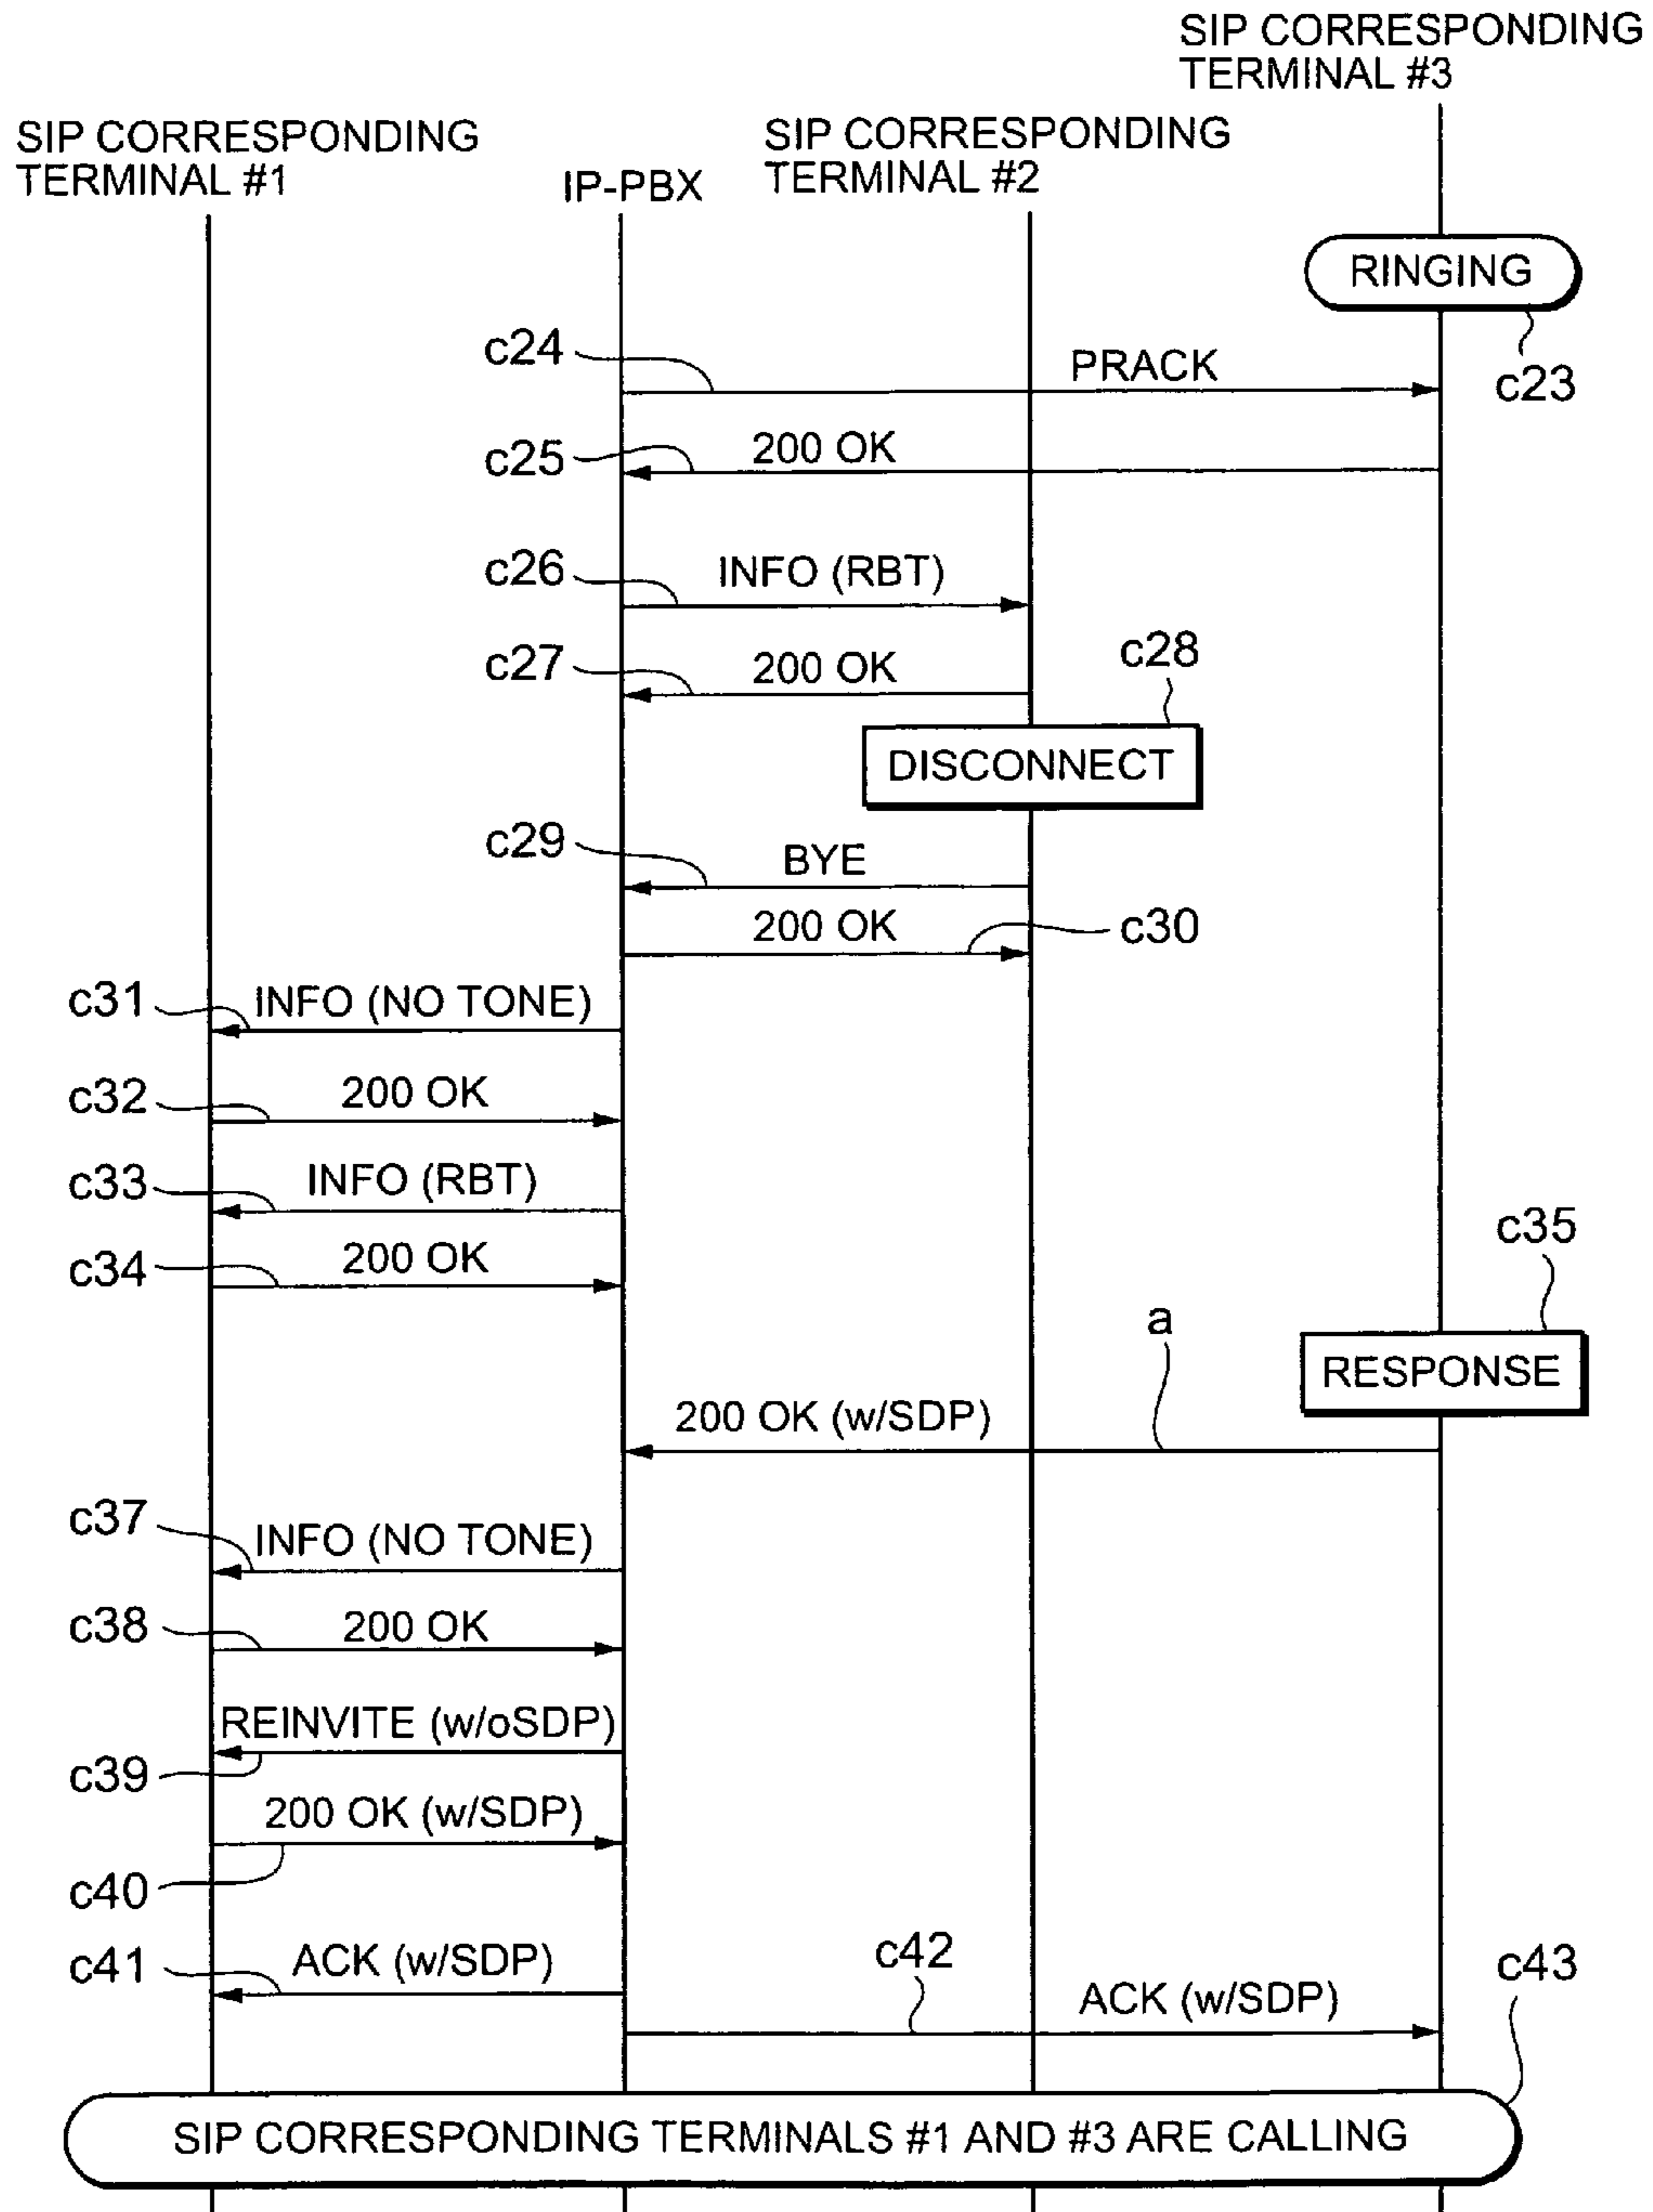 SIP CORRESPONDING
TERMINAL #3
SIP CORRESPONDING
TERMINAL #1
IP-PBX
SIP CORRESPONDING
TERMINAL #2
RINGING
c23
c24
PRACK
c25
200 OK
c26
INFO (RBT)
c27
200 OK
c28
DISCONNECT
c29
BYE
200 OK
c30
c31
INFO (NO TONE)
c32
200 OK
c33
INFO (RBT)
c34
200 OK
c35
RESPONSE
a
200 OK (w/SDP)
c37
INFO (NO TONE)
c38
200 OK
REINVITE (w/oSDP)
c39
200 OK (w/SDP)
c40
c41
ACK (w/SDP)
c42
ACK (w/SDP)
c43
SIP CORRESPONDING TERMINALS #1 AND #3 ARE CALLING